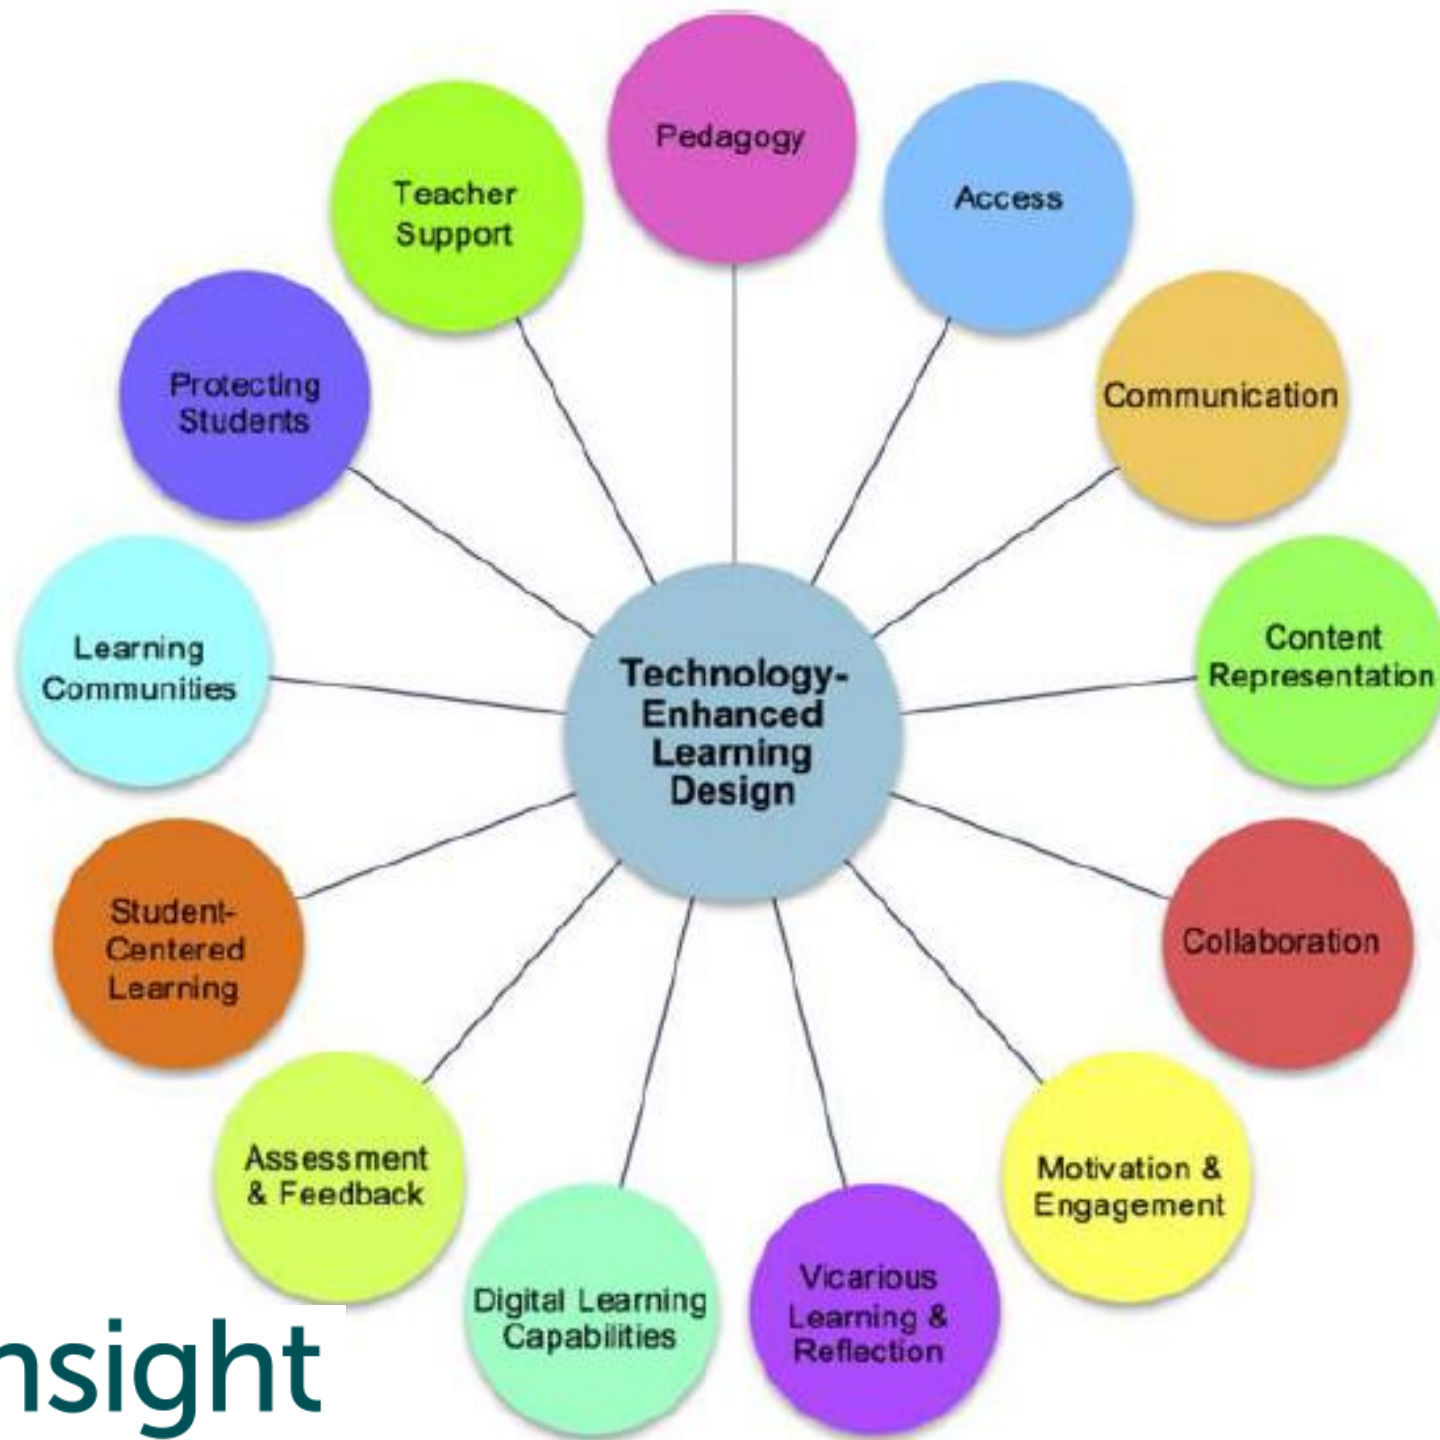 Pedagogy
Access
Communication
Content
Representation
Collaboration
Motivation &
Engagement
Vicarious
Learning &
Reflection
Digital Learning
Capabilities
Assessment
& Feedback
Student-
Centered
Learning
Learning
Communities
Protecting
Students
Teacher
Support
Technology-
Enhanced
Learning
Design
nsight